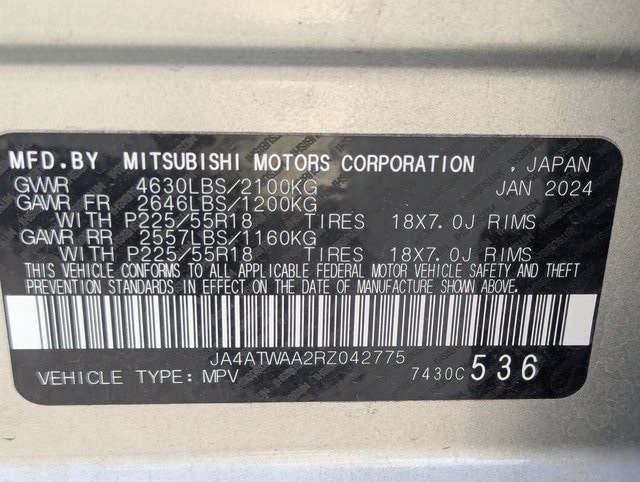 MFD.BY MITSUBISHI MOTORS CORPORATION , JAPAN
GVWR 4630LBS/2100KG JAN 2024
GAWR FR 2646LBS/1200KG
WITH P225/55R18 TIRES 18X7.0J RIMS
GAWR RR 2557LBS/1160KG
WITH P225/55R18 TIRES 18X7.0J RIMS
THIS VEHICLE CONFORMS TO ALL APPLICABLE FEDERAL MOTOR VEHICLE SAFETY AND THEFT
PREVENTION STANDARDS IN EFFECT ON THE DATE OF MANUFACTURE SHOWN ABOVE.
JA4ATWAA2RZ042775
VEHICLE TYPE: MPV 7430C 536